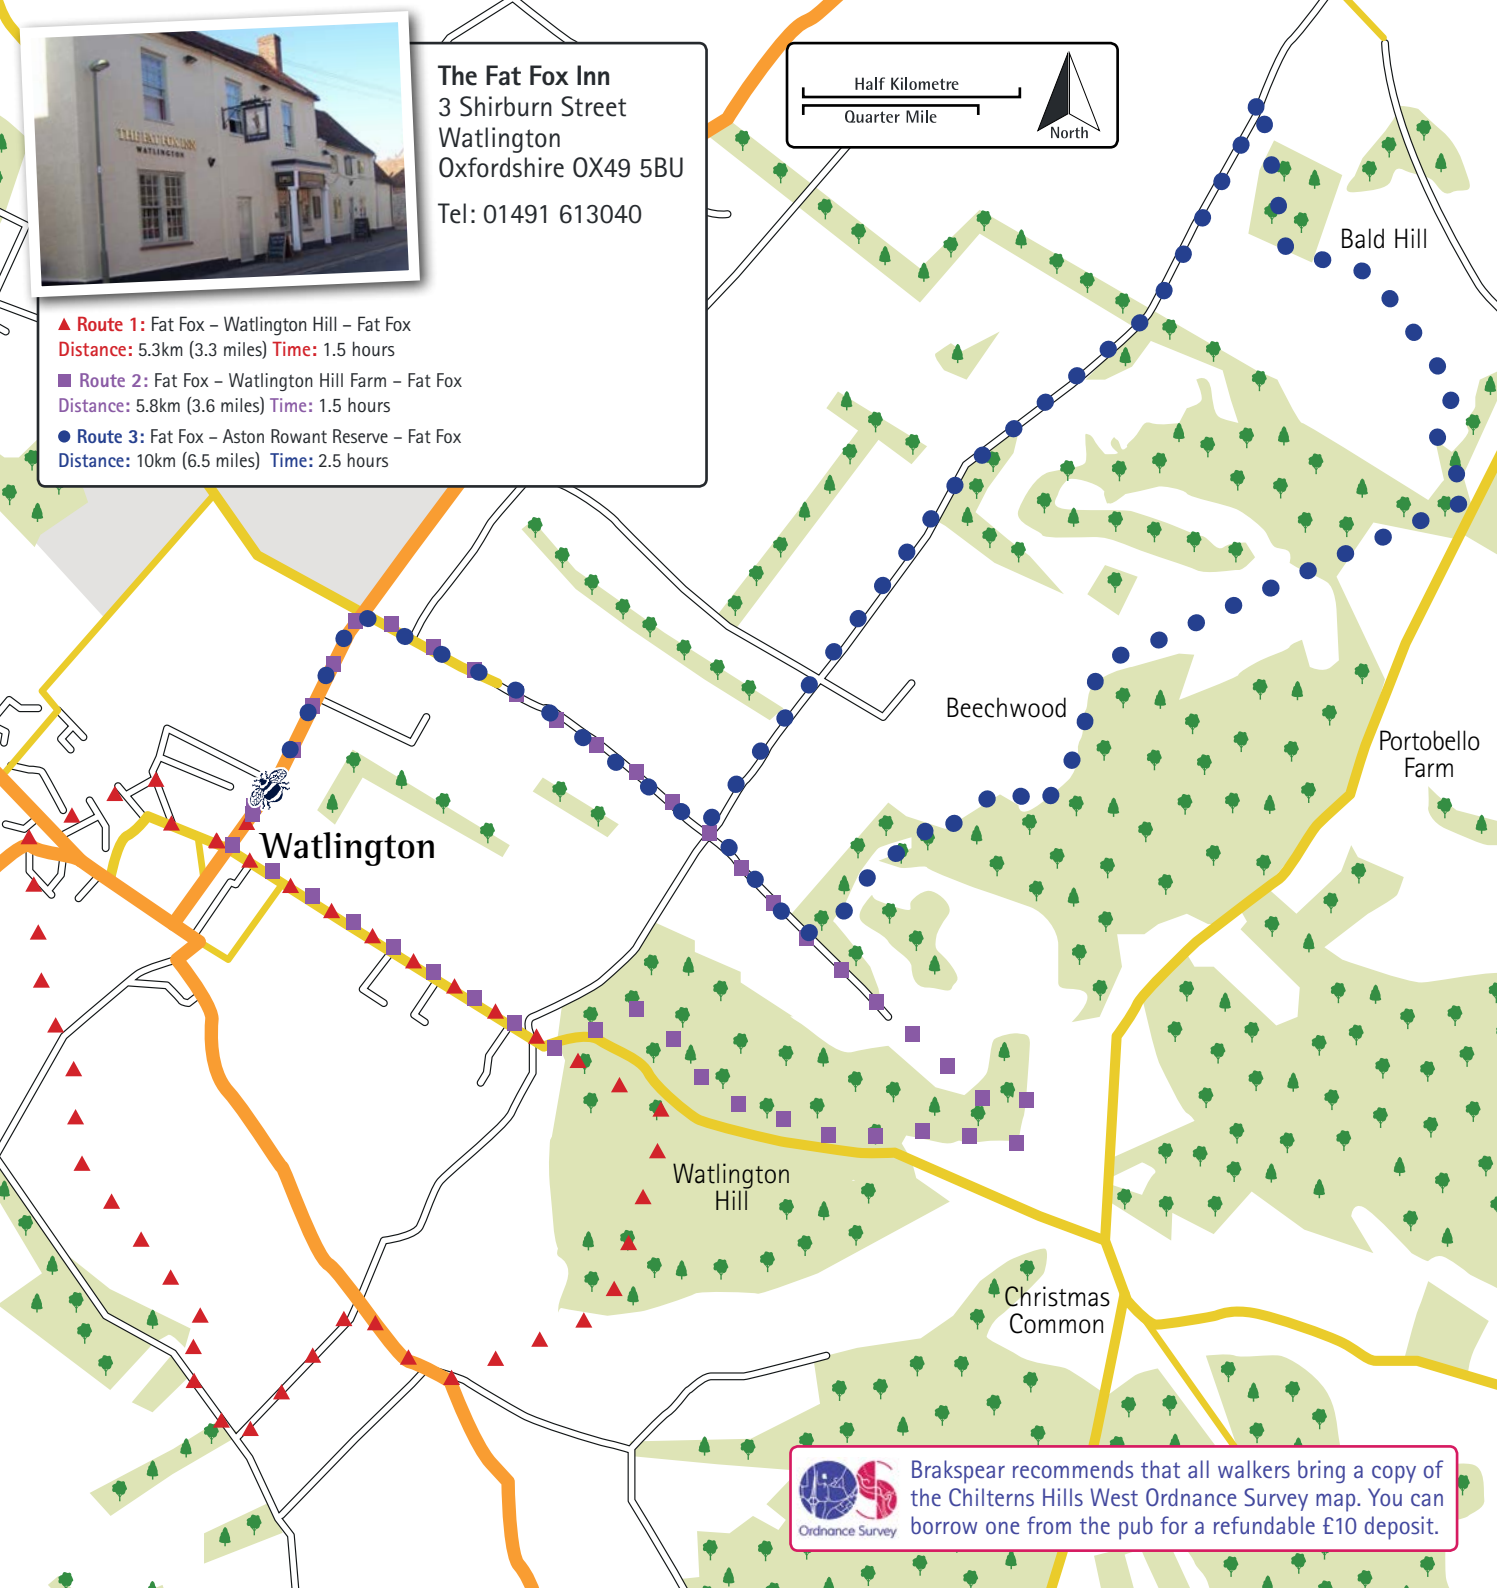 THE FAT FOX INN
WATLINGTON
The Fat Fox Inn
3 Shirburn Street
Watlington
Oxfordshire OX49 5BU
Tel: 01491 613040
▲ Route 1: Fat Fox – Watlington Hill – Fat Fox
Distance: 5.3km (3.3 miles) Time: 1.5 hours
■ Route 2: Fat Fox – Watlington Hill Farm – Fat Fox
Distance: 5.8km (3.6 miles) Time: 1.5 hours
● Route 3: Fat Fox – Aston Rowant Reserve – Fat Fox
Distance: 10km (6.5 miles) Time: 2.5 hours
Half Kilometre
Quarter Mile
North
Bald Hill
Beechwood
Portobello
Farm
Watlington
Watlington
Hill
Christmas
Common
Ordnance Survey
Brakspear recommends that all walkers bring a copy of
the Chilterns Hills West Ordnance Survey map. You can
borrow one from the pub for a refundable £10 deposit.